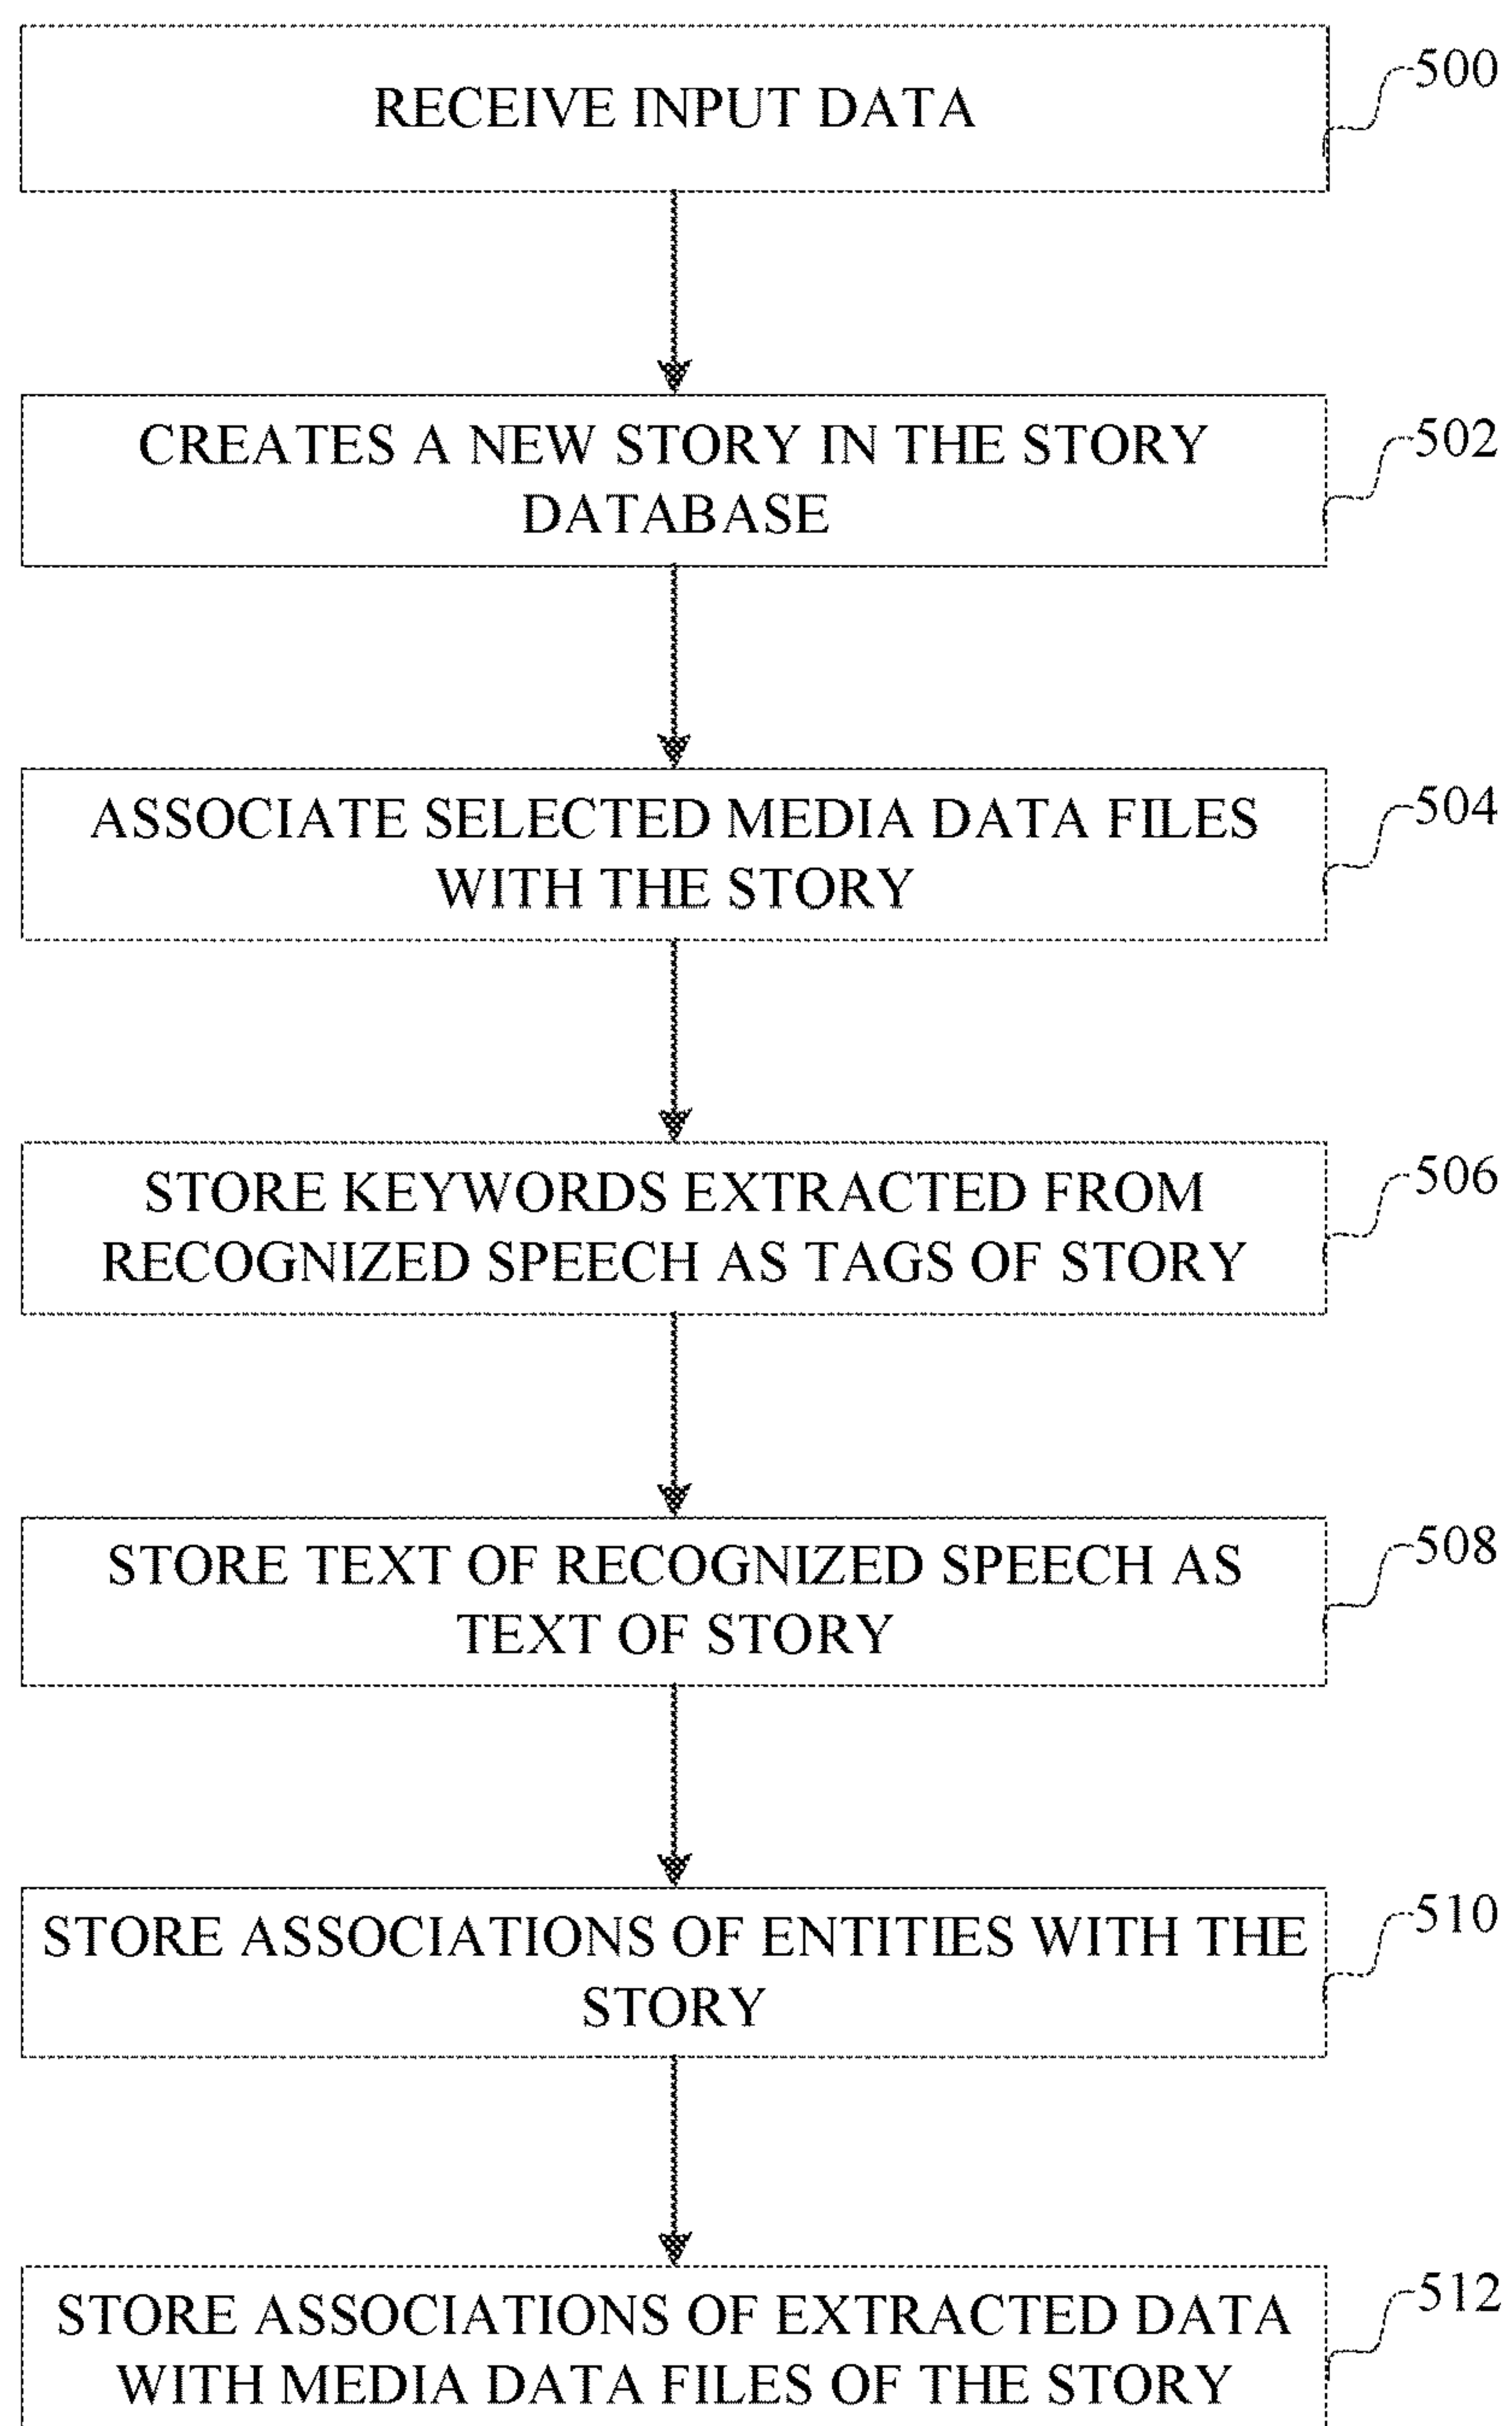 RECEIVE INPUT DATA
500
CREATES A NEW STORY IN THE STORY
DATABASE
502
ASSOCIATE SELECTED MEDIA DATA FILES
WITH THE STORY
504
STORE KEYWORDS EXTRACTED FROM
RECOGNIZED SPEECH AS TAGS OF STORY
506
STORE TEXT OF RECOGNIZED SPEECH AS
TEXT OF STORY
508
STORE ASSOCIATIONS OF ENTITIES WITH THE
STORY
510
STORE ASSOCIATIONS OF EXTRACTED DATA
WITH MEDIA DATA FILES OF THE STORY
512